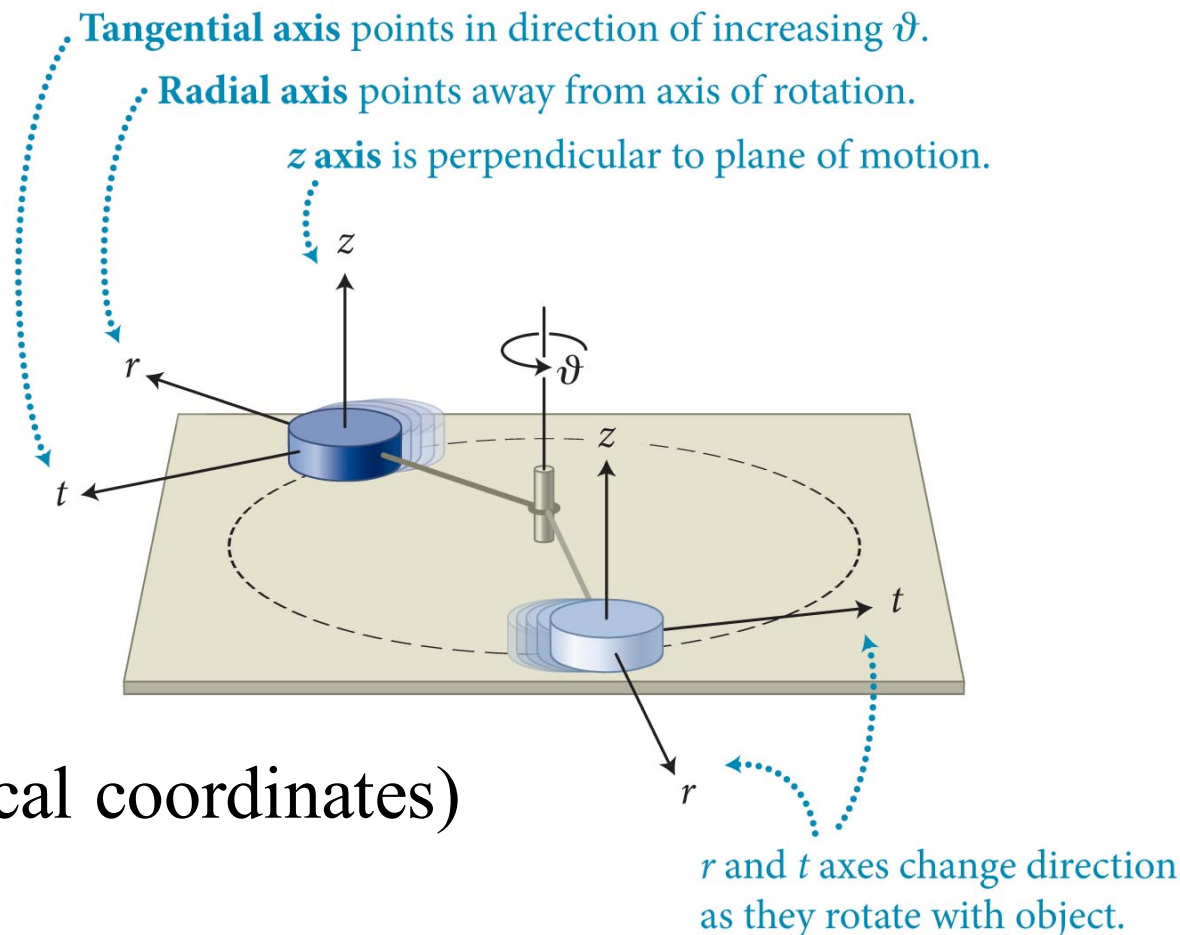 Tangential axis points in direction of increasing ϑ.
Radial axis points away from axis of rotation.
z axis is perpendicular to plane of motion.
z
r
ϑ
z
t
t
r
cal coordinates)
r and t axes change direction
as they rotate with object.